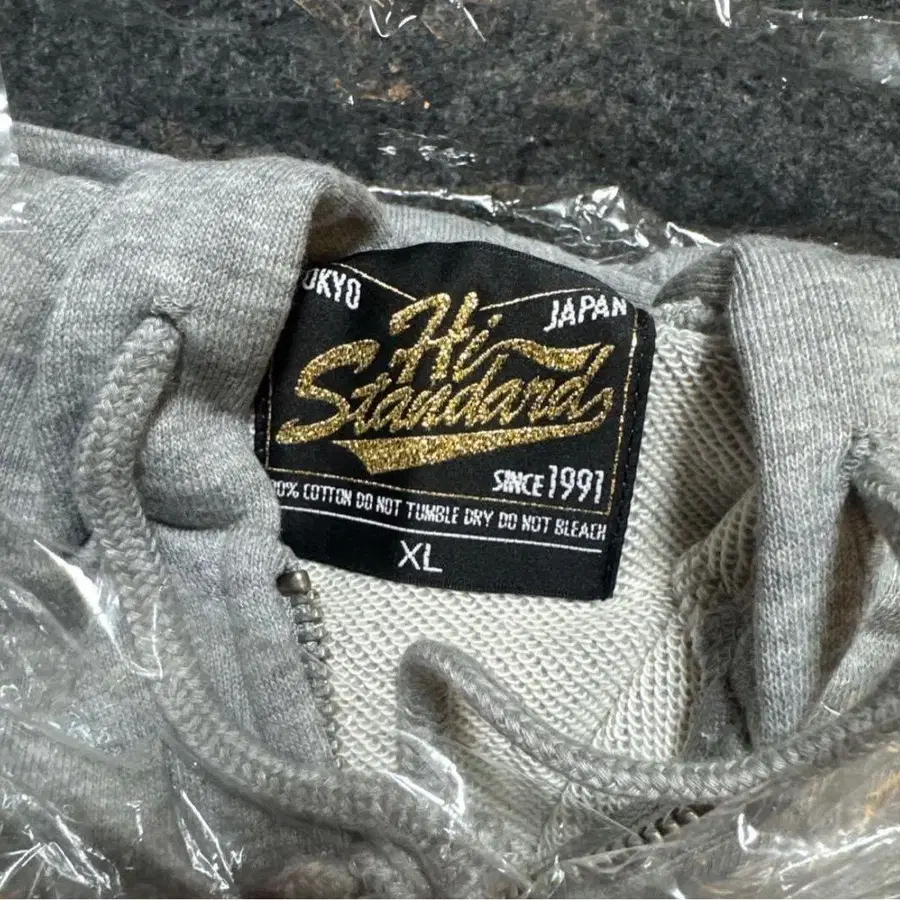 OKYO
JAPAN
Hi-
Standard
SINCE 1991
0% COTTON DO NOT TUMBLE DRY DO NOT BLEACH
XL